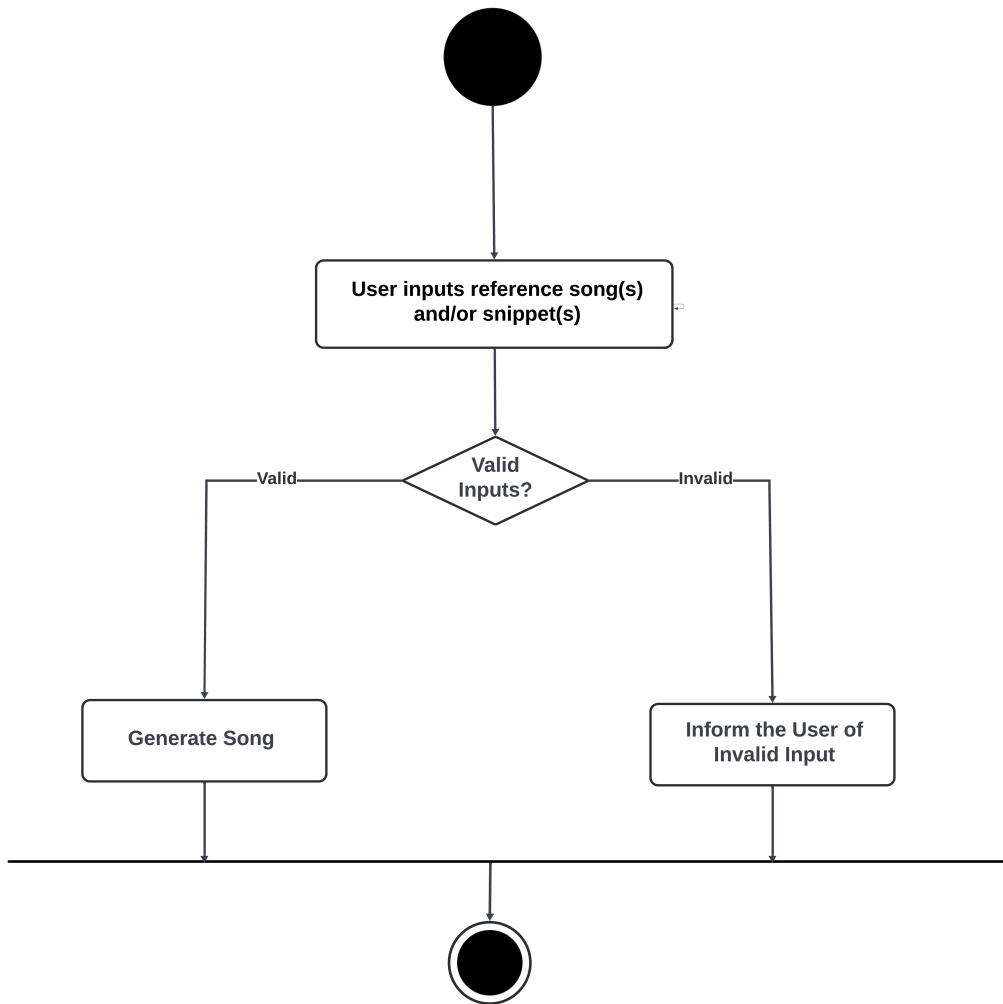 User inputs reference song(s)
and/or snippet(s)
Valid
Inputs?
Valid
Invalid
Generate Song
Inform the User of
Invalid Input